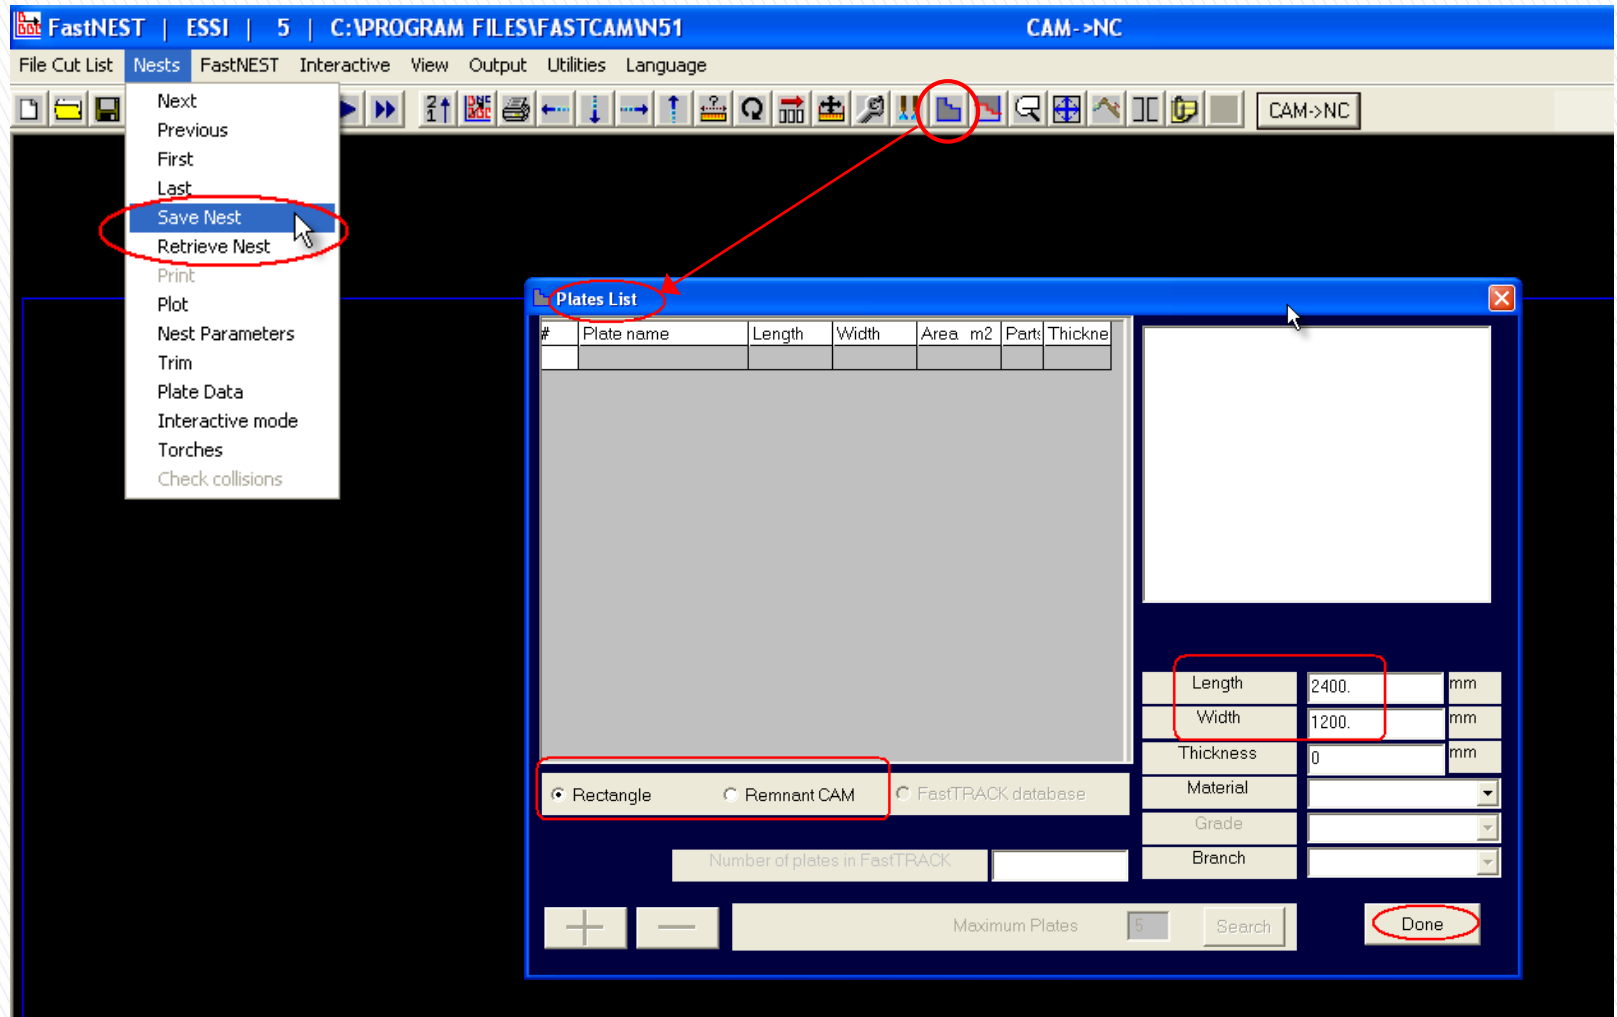 FastNEST | ESSI | 5 | C:\PROGRAM FILES\FASTCAM\N51 CAM->NC
File Cut List Nests FastNEST Interactive View Output Utilities Language
CAM->NC
Next
Previous
First
Last
Save Nest
Retrieve Nest
Print
Plot
Nest Parameters
Trim
Plate Data
Interactive mode
Torches
Check collisions
Plates List
# Plate name Length Width Area m2 Parts Thickne
Length 2400. mm
Width 1200. mm
Thickness 0 mm
Rectangle Remnant CAM FastTRACK database
Material
Grade
Number of plates in FastTRACK
Branch
Maximum Plates 5 Search
Done